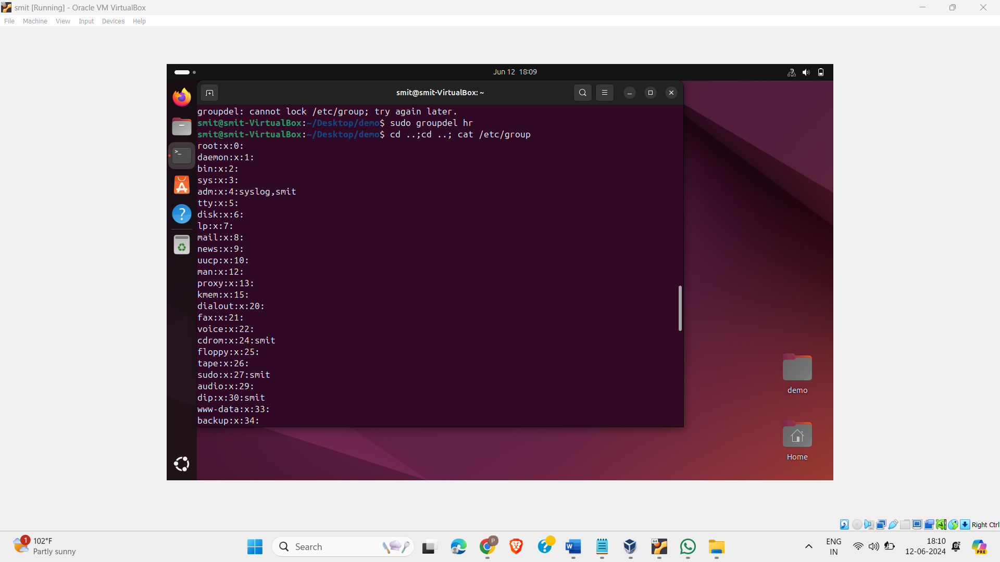 smit [Running] - Oracle VM VirtualBox
File Machine View Input Devices Help
Jun 12 18:09
smit@smit-VirtualBox: ~
groupdel: cannot lock /etc/group; try again later.
smit@smit-VirtualBox:~/Desktop/demo$ sudo groupdel hr
smit@smit-VirtualBox:~/Desktop/demo$ cd ..;cd ..; cat /etc/group
root:x:0:
daemon:x:1:
bin:x:2:
sys:x:3:
adm:x:4:syslog,smit
tty:x:5:
disk:x:6:
lp:x:7:
mail:x:8:
news:x:9:
uucp:x:10:
man:x:12:
proxy:x:13:
kmem:x:15:
dialout:x:20:
fax:x:21:
voice:x:22:
cdrom:x:24:smit
floppy:x:25:
tape:x:26:
sudo:x:27:smit
audio:x:29:
dip:x:30:smit
www-data:x:33:
backup:x:34:
demo
Home
Right Ctrl
1
102°F
Partly sunny
Search
P
W
64
ENG
IN
18:10
12-06-2024
PRE